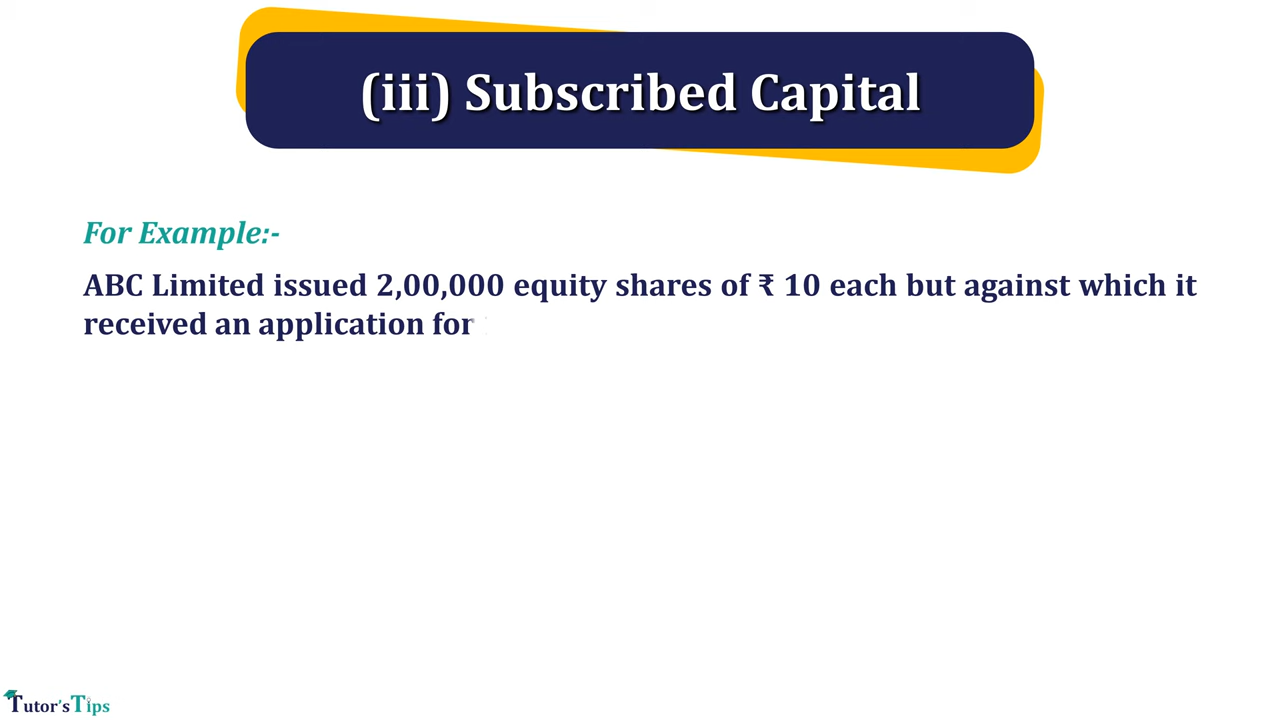 (iii) Subscribed Capital
For Example:-
ABC Limited issued 2,00,000 equity shares of ₹ 10 each but against which it
received an application for
Tutor'sTips